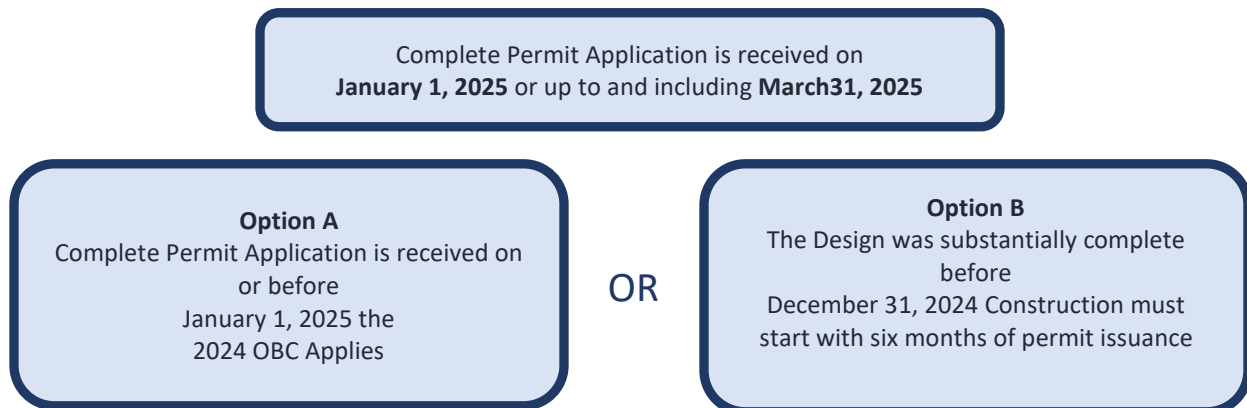 Complete Permit Application is received on
January 1, 2025 or up to and including March31, 2025
Option A
Complete Permit Application is received on
or before
January 1, 2025 the
2024 OBC Applies
OR
Option B
The Design was substantially complete
before
December 31, 2024 Construction must
start with six months of permit issuance